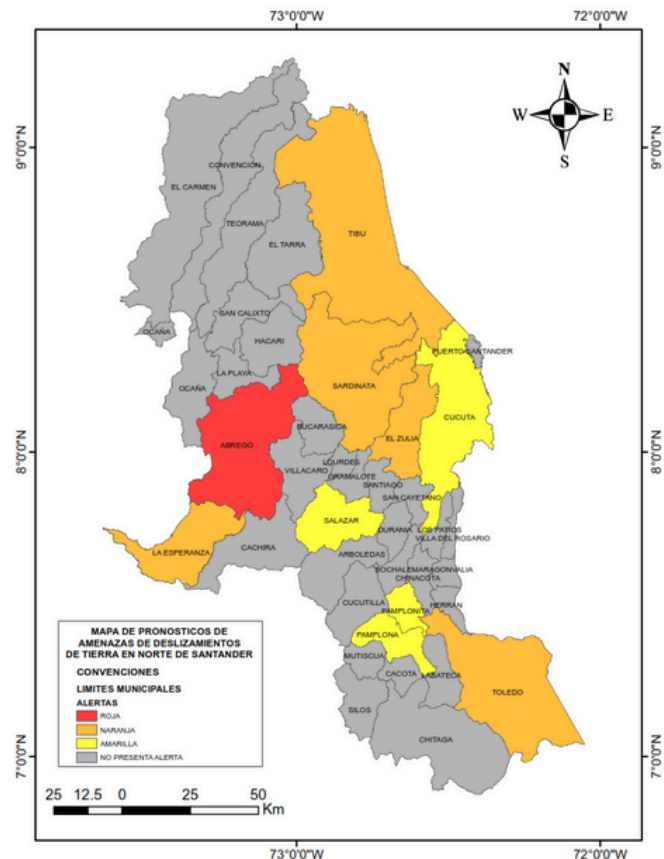 73°0'0"W
72°0'0"W
N
W
E
S
9°0'0"N
9°0'0"N
CONVENCIÓN
EL CARMEN
TEORAMA
TIBU
EL TARRA
SAN CALIXTO
OCAÑA
HACARI
PUERTO SANTANDER
LA PLAYA
OCAÑA
SARDINATA
CUCUTA
BUCARASICA
ABREGO
EL ZULIA
8°0'0"N
8°0'0"N
LOURDES
VILLACARO
GRAMALOTE
SANTIAGO
SAN CAYETANO
SALAZAR
DURANIA
LOS PATIOS
VILLA DEL ROSARIO
LA ESPERANZA
CACHIRA
ARBOLEDAS
BOCHALEMA
RAGONVALIA
CHINACOTA
CUCUTILLA
HERRAN
PAMPLONITA
PAMPLONA
MUTISCUA
CACOTA
LABATECA
TOLEDO
SILOS
CHITAGA
MAPA DE PRONOSTICOS DE
AMENAZAS DE DESLIZAMIENTOS
DE TIERRA EN NORTE DE SANTANDER
CONVENCIONES
LIMITES MUNICIPALES
ALERTAS
ROJA
NARANJA
AMARILLA
NO PRESENTA ALERTA
7°0'0"N
7°0'0"N
25 12.5 0 25 50
Km
73°0'0"W
72°0'0"W